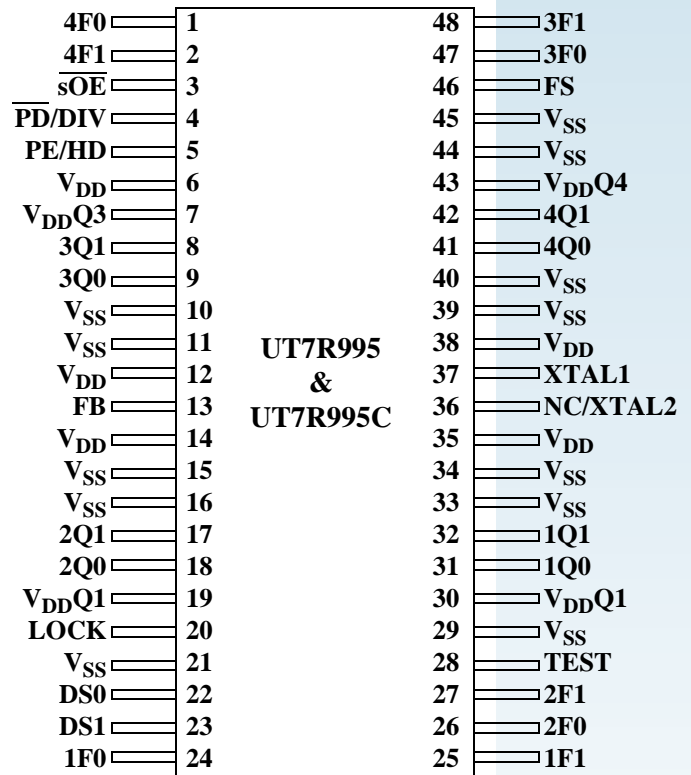 4F0 1 48 3F1
4F1 2 47 3F0
s̅O̅E̅ 3 46 FS
P̅D̅/DIV 4 45 VSS
PE/HD 5 44 VSS
VDD 6 43 VDDQ4
VDDQ3 7 42 4Q1
3Q1 8 41 4Q0
3Q0 9 40 VSS
VSS 10 39 VSS
VSS 11 UT7R995 38 VDD
VDD 12 & 37 XTAL1
FB 13 UT7R995C 36 NC/XTAL2
VDD 14 35 VDD
VSS 15 34 VSS
VSS 16 33 VSS
2Q1 17 32 1Q1
2Q0 18 31 1Q0
VDDQ1 19 30 VDDQ1
LOCK 20 29 VSS
VSS 21 28 TEST
DS0 22 27 2F1
DS1 23 26 2F0
1F0 24 25 1F1